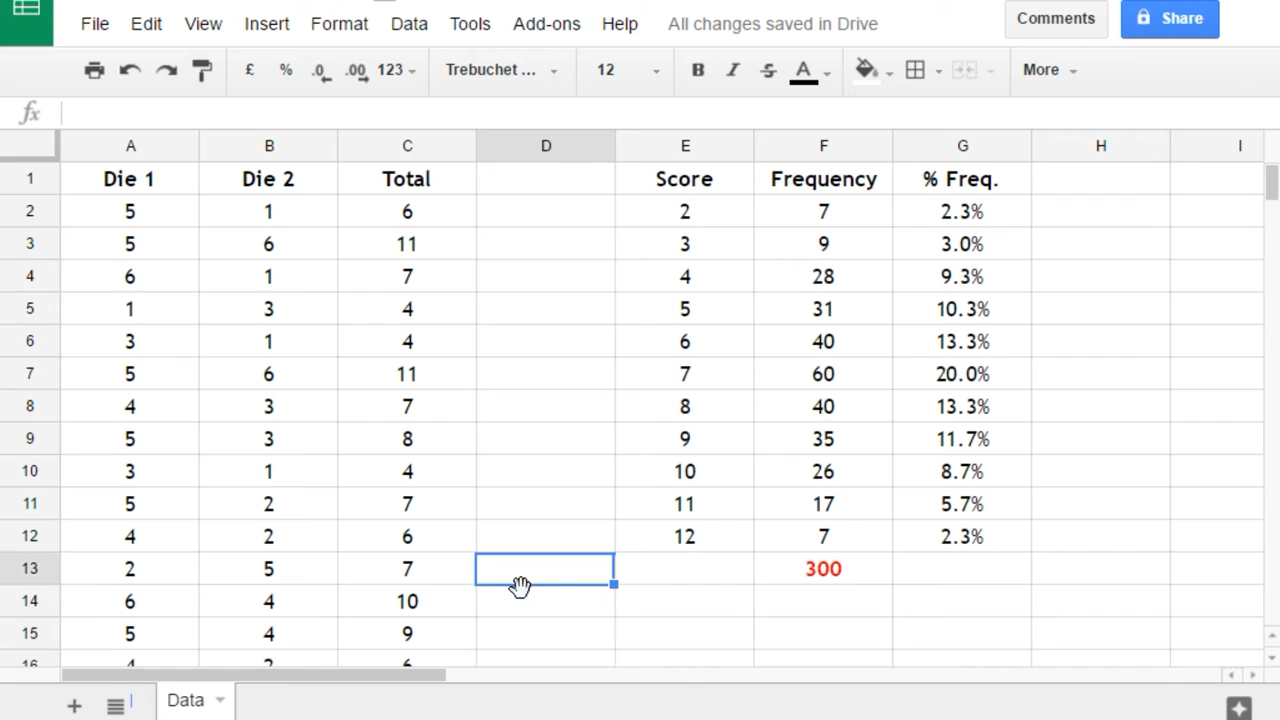 File Edit View Insert Format Data Tools Add-ons Help All changes saved in Drive Comments Share
£ % .0 .00 123 Trebuchet ... 12 B I S A More
fx
A B C D E F G H I
1 Die 1 Die 2 Total Score Frequency % Freq.
2 5 1 6 2 7 2.3%
3 5 6 11 3 9 3.0%
4 6 1 7 4 28 9.3%
5 1 3 4 5 31 10.3%
6 3 1 4 6 40 13.3%
7 5 6 11 7 60 20.0%
8 4 3 7 8 40 13.3%
9 5 3 8 9 35 11.7%
10 3 1 4 10 26 8.7%
11 5 2 7 11 17 5.7%
12 4 2 6 12 7 2.3%
13 2 5 7 300
14 6 4 10
15 5 4 9
16 4 2 6
Data